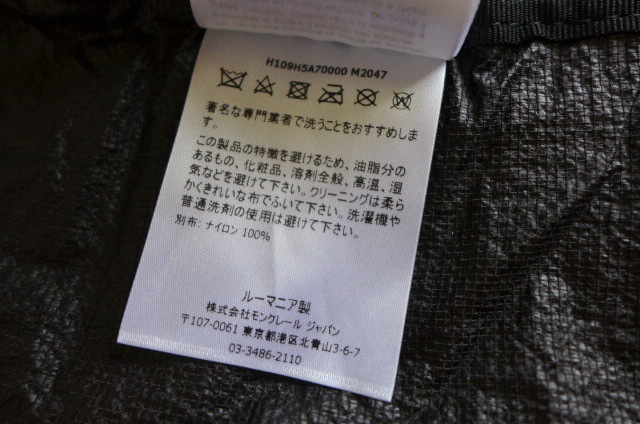 H109HSA70000 M2047
著名な専門業者で洗うことをおすすめしま
す。
この製品の特徴を避けるため、油脂分の
あるもの、化粧品、溶剤全般、高温、湿
気などを避けて下さい。クリーニングは柔ら
かくきれいな布でふいて下さい。洗濯機や
普通洗剤の使用は避けて下さい。
別布: ナイロン 100%
ルーマニア製
株式会社モンクレール ジャパン
〒107-0061 東京都港区北青山3-6-7
03-3486-2110